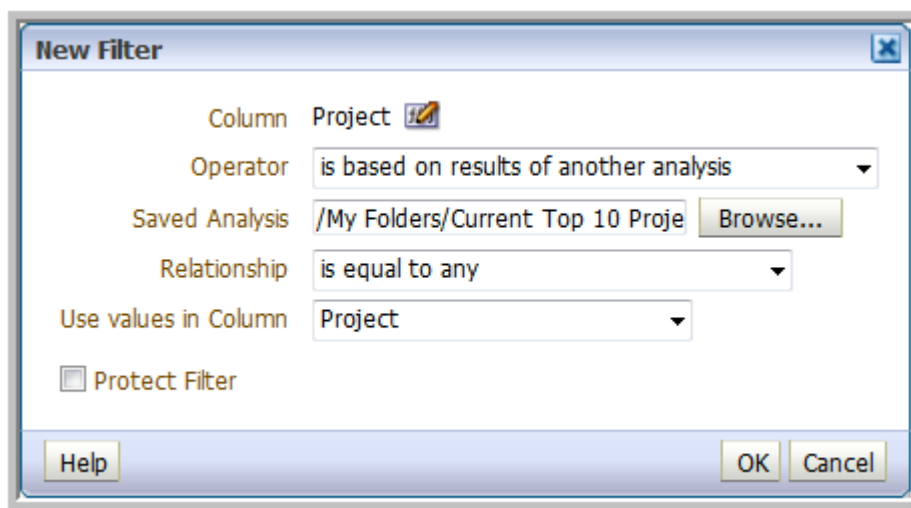 New Filter
Column Project
Operator is based on results of another analysis
Saved Analysis /My Folders/Current Top 10 Proje Browse...
Relationship is equal to any
Use values in Column Project
Protect Filter
Help OK Cancel